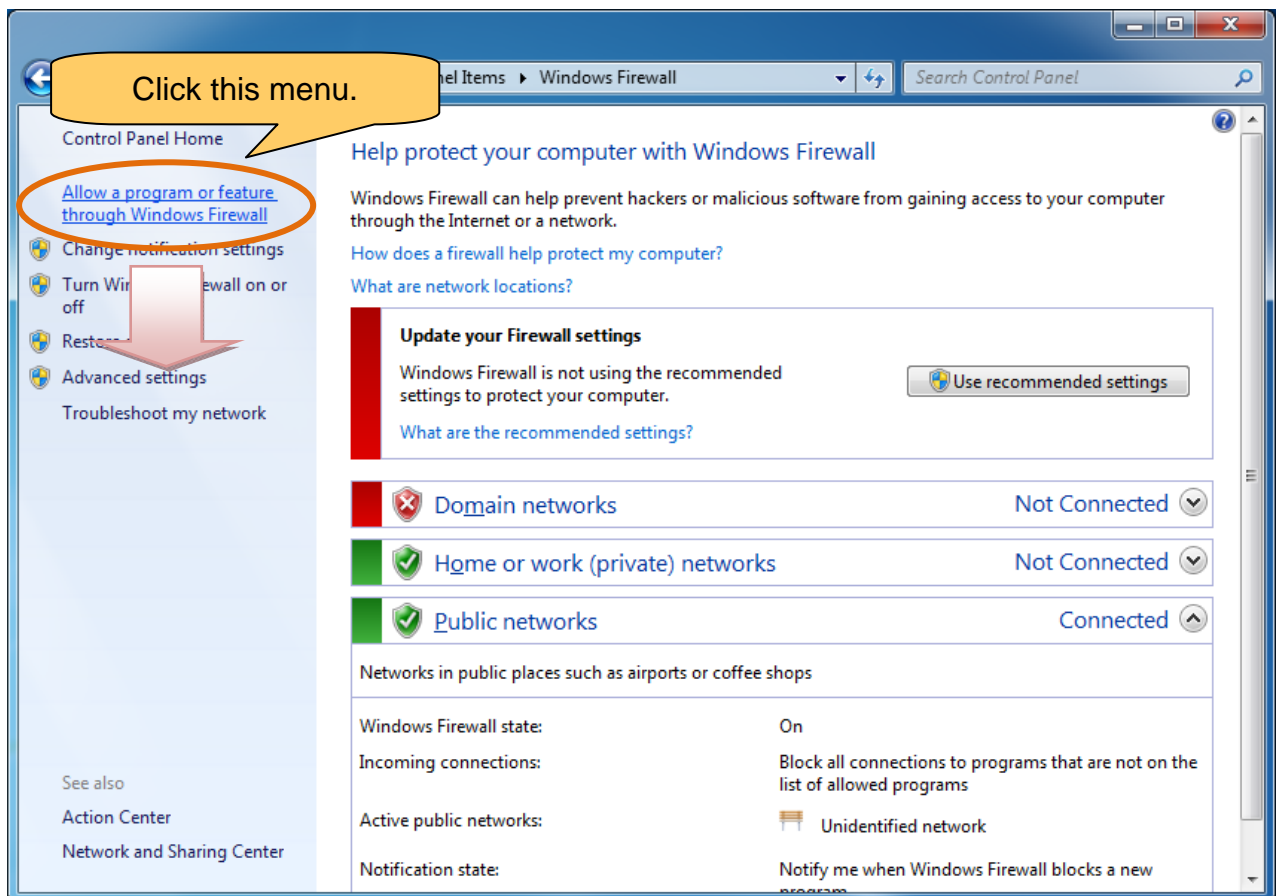 Click this menu.
nel Items ▸ Windows Firewall
Search Control Panel
Control Panel Home
Allow a program or feature
through Windows Firewall
Change notification settings
Turn Win ewall on or
off
Restore
Advanced settings
Troubleshoot my network
See also
Action Center
Network and Sharing Center
Help protect your computer with Windows Firewall
Windows Firewall can help prevent hackers or malicious software from gaining access to your computer
through the Internet or a network.
How does a firewall help protect my computer?
What are network locations?
Update your Firewall settings
Windows Firewall is not using the recommended
settings to protect your computer.
Use recommended settings
What are the recommended settings?
Domain networks Not Connected
Home or work (private) networks Not Connected
Public networks Connected
Networks in public places such as airports or coffee shops
Windows Firewall state: On
Incoming connections: Block all connections to programs that are not on the
list of allowed programs
Active public networks: Unidentified network
Notification state: Notify me when Windows Firewall blocks a new
program